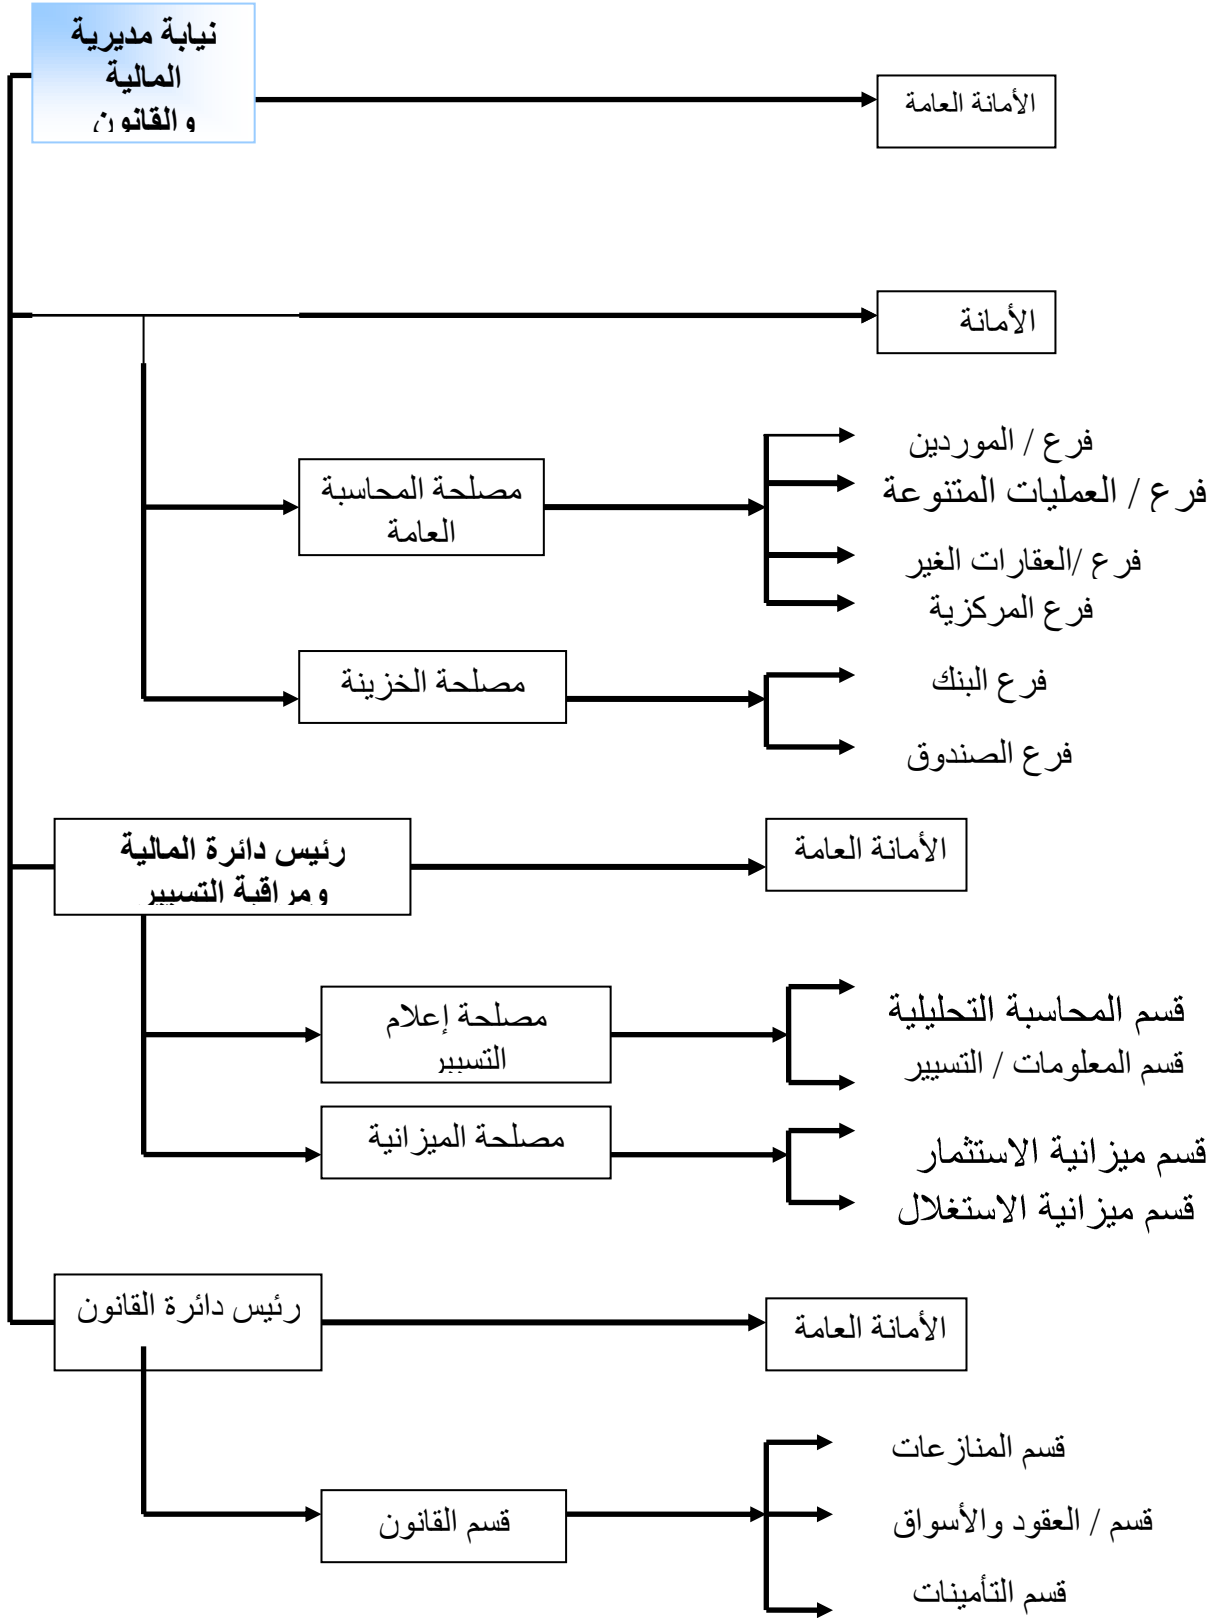 نيابة مديرية
المالية
والقانون
الأمانة العامة
الأمانة
فرع / الموردين
مصلحة المحاسبة
العامة
فرع / العمليات المتنوعة
فرع /العقارات الغير
فرع المركزية
مصلحة الخزينة
فرع البنك
فرع الصندوق
رئيس دائرة المالية
ومراقبة التسيير
الأمانة العامة
مصلحة إعلام
التسيير
قسم المحاسبة التحليلية
قسم المعلومات / التسيير
مصلحة الميزانية
قسم ميزانية الاستثمار
قسم ميزانية الاستغلال
رئيس دائرة القانون
الأمانة العامة
قسم القانون
قسم المنازعات
قسم / العقود والأسواق
قسم التأمينات